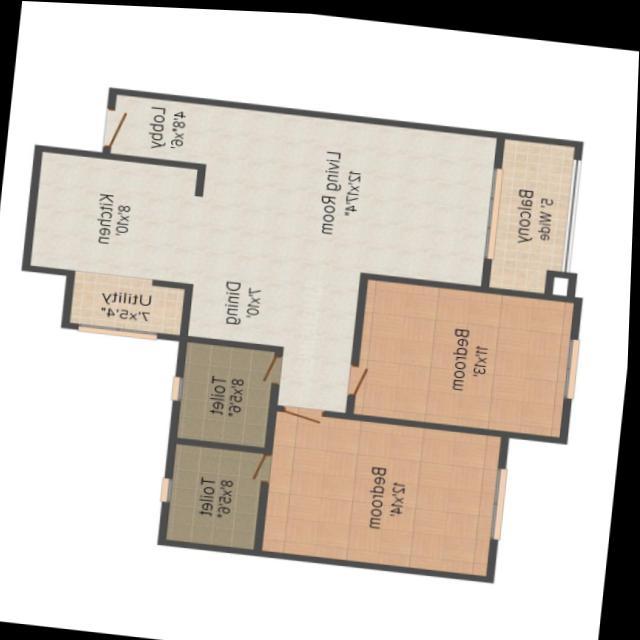 Lobby
4'8"x6'
Living Room
12'x17'4"
Balcony
5' Wide
Kitchen
8'x10'
Utility
7'x5'4"
Dining
7'x10'
Bedroom
11'x13'
Toilet
8'x5'6"
Bedroom
12'x14'
Toilet
8'x5'6"